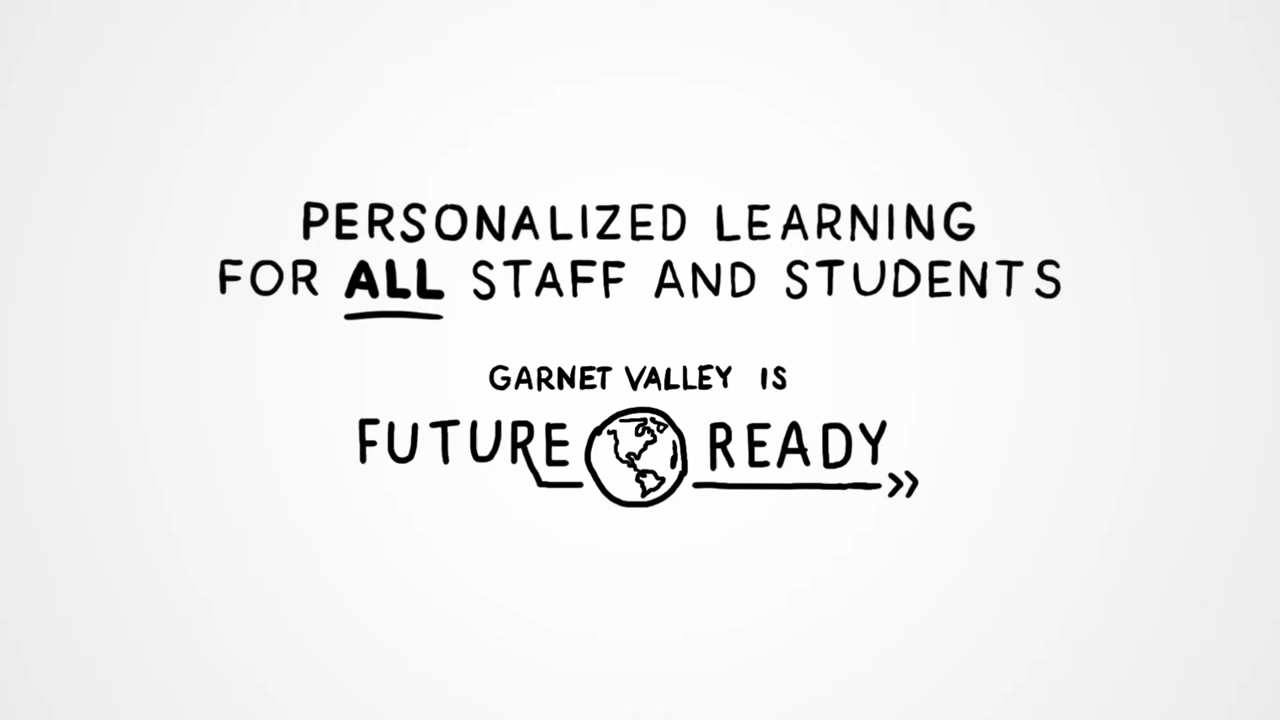 PERSONALIZED LEARNING
FOR ALL STAFF AND STUDENTS
GARNET VALLEY IS
FUTURE READY